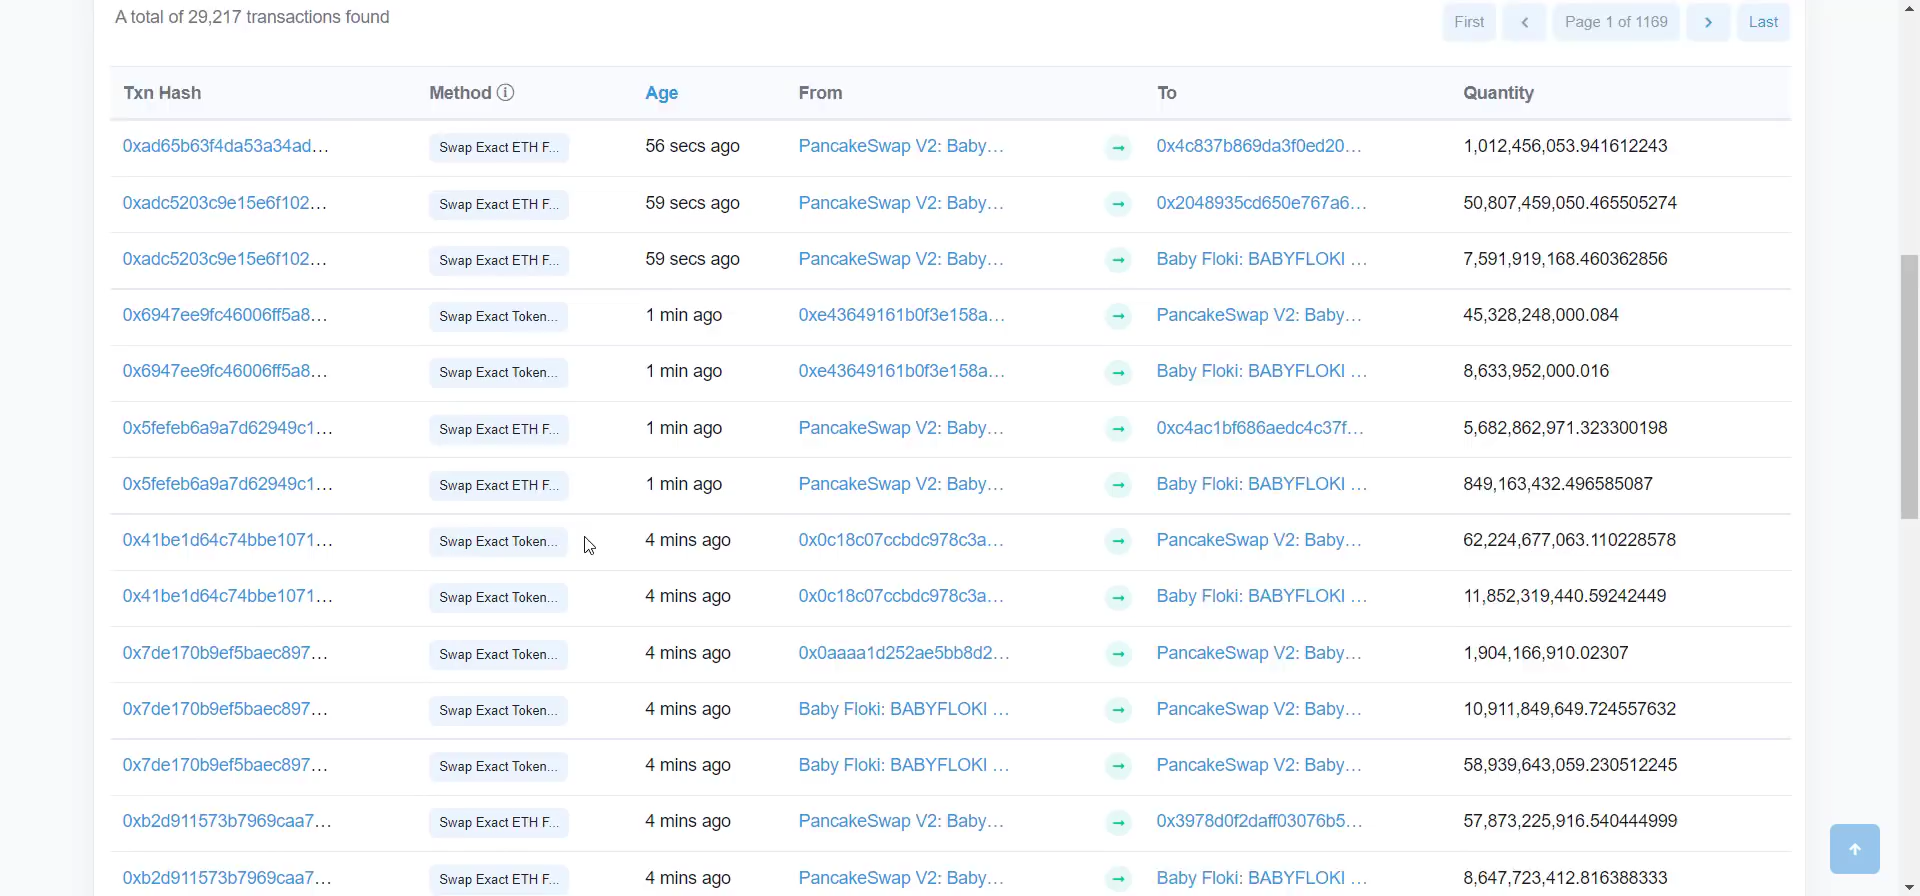 A total of 29,217 transactions found
First
Page 1 of 1169
Last
Txn Hash Method Age From To Quantity
0xad65b63f4da53a34ad... Swap Exact ETH F... 56 secs ago PancakeSwap V2: Baby... 0x4c837b869da3f0ed20... 1,012,456,053.941612243
0xadc5203c9e15e6f102... Swap Exact ETH F... 59 secs ago PancakeSwap V2: Baby... 0x2048935cd650e767a6... 50,807,459,050.465505274
0xadc5203c9e15e6f102... Swap Exact ETH F... 59 secs ago PancakeSwap V2: Baby... Baby Floki: BABYFLOKI ... 7,591,919,168.460362856
0x6947ee9fc46006ff5a8... Swap Exact Token... 1 min ago 0xe43649161b0f3e158a... PancakeSwap V2: Baby... 45,328,248,000.084
0x6947ee9fc46006ff5a8... Swap Exact Token... 1 min ago 0xe43649161b0f3e158a... Baby Floki: BABYFLOKI ... 8,633,952,000.016
0x5fefeb6a9a7d62949c1... Swap Exact ETH F... 1 min ago PancakeSwap V2: Baby... 0xc4ac1bf686aedc4c37f... 5,682,862,971.323300198
0x5fefeb6a9a7d62949c1... Swap Exact ETH F... 1 min ago PancakeSwap V2: Baby... Baby Floki: BABYFLOKI ... 849,163,432.496585087
0x41be1d64c74bbe1071... Swap Exact Token... 4 mins ago 0x0c18c07ccbdc978c3a... PancakeSwap V2: Baby... 62,224,677,063.110228578
0x41be1d64c74bbe1071... Swap Exact Token... 4 mins ago 0x0c18c07ccbdc978c3a... Baby Floki: BABYFLOKI ... 11,852,319,440.59242449
0x7de170b9ef5baec897... Swap Exact Token... 4 mins ago 0x0aaaa1d252ae5bb8d2... PancakeSwap V2: Baby... 1,904,166,910.02307
0x7de170b9ef5baec897... Swap Exact Token... 4 mins ago Baby Floki: BABYFLOKI ... PancakeSwap V2: Baby... 10,911,849,649.724557632
0x7de170b9ef5baec897... Swap Exact Token... 4 mins ago Baby Floki: BABYFLOKI ... PancakeSwap V2: Baby... 58,939,643,059.230512245
0xb2d911573b7969caa7... Swap Exact ETH F... 4 mins ago PancakeSwap V2: Baby... 0x3978d0f2daff03076b5... 57,873,225,916.540444999
0xb2d911573b7969caa7... Swap Exact ETH F... 4 mins ago PancakeSwap V2: Baby... Baby Floki: BABYFLOKI ... 8,647,723,412.816388333